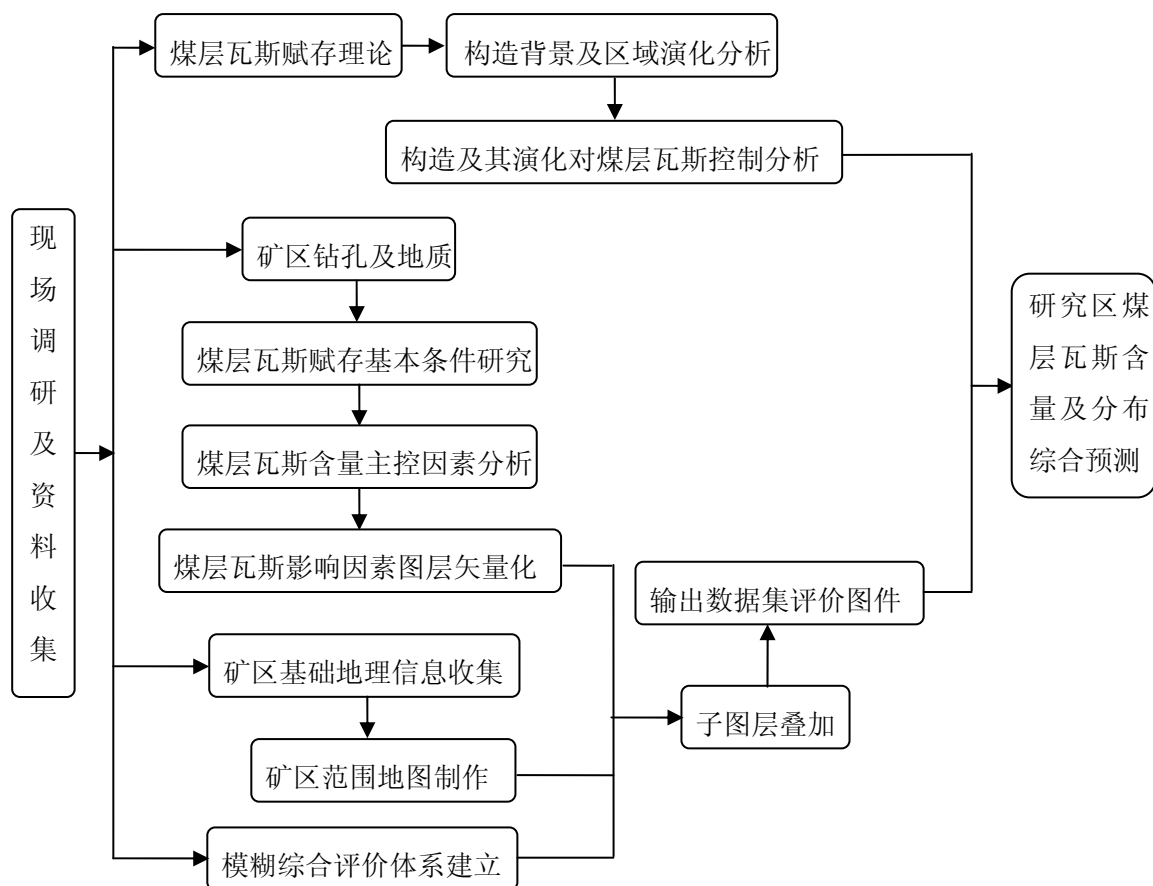 煤层瓦斯赋存理论
构造背景及区域演化分析
构造及其演化对煤层瓦斯控制分析
现
场
调
研
及
资
料
收
集
矿区钻孔及地质
煤层瓦斯赋存基本条件研究
煤层瓦斯含量主控因素分析
煤层瓦斯影响因素图层矢量化
矿区基础地理信息收集
矿区范围地图制作
模糊综合评价体系建立
子图层叠加
输出数据集评价图件
研究区煤
层瓦斯含
量及分布
综合预测